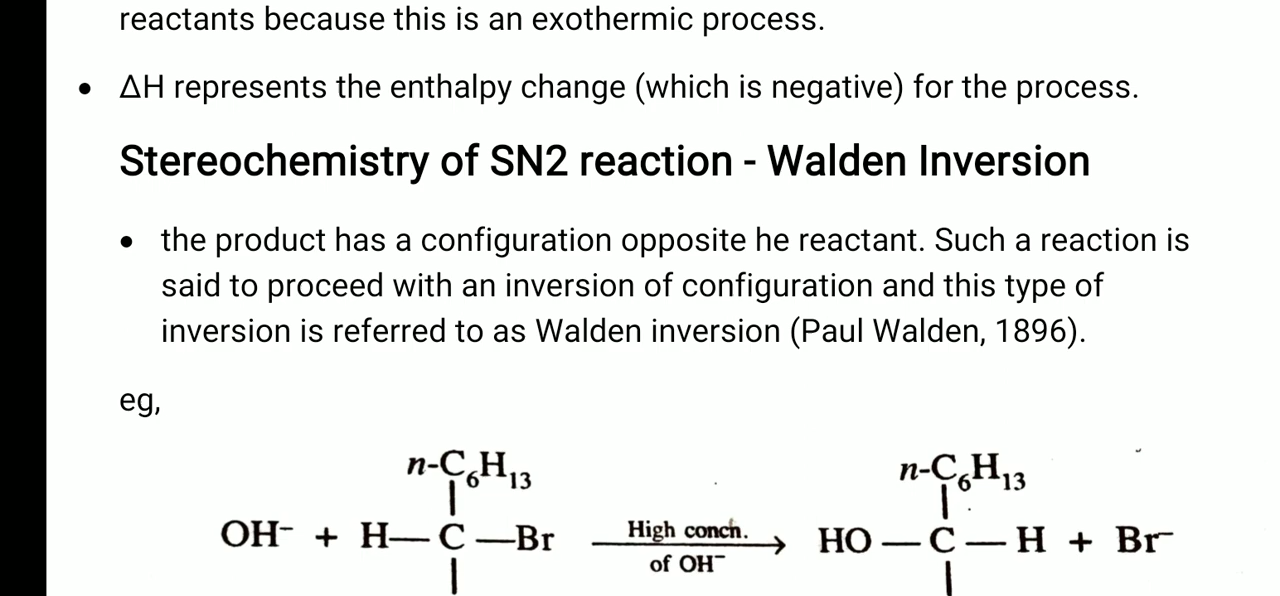 reactants because this is an exothermic process.
• ΔH represents the enthalpy change (which is negative) for the process.
Stereochemistry of SN2 reaction - Walden Inversion
• the product has a configuration opposite he reactant. Such a reaction is
said to proceed with an inversion of configuration and this type of
inversion is referred to as Walden inversion (Paul Walden, 1896).
eg,
n-C₆H₁₃ n-C₆H₁₃
OH⁻ + H—C—Br High concn. of OH⁻ → HO—C—H + Br⁻